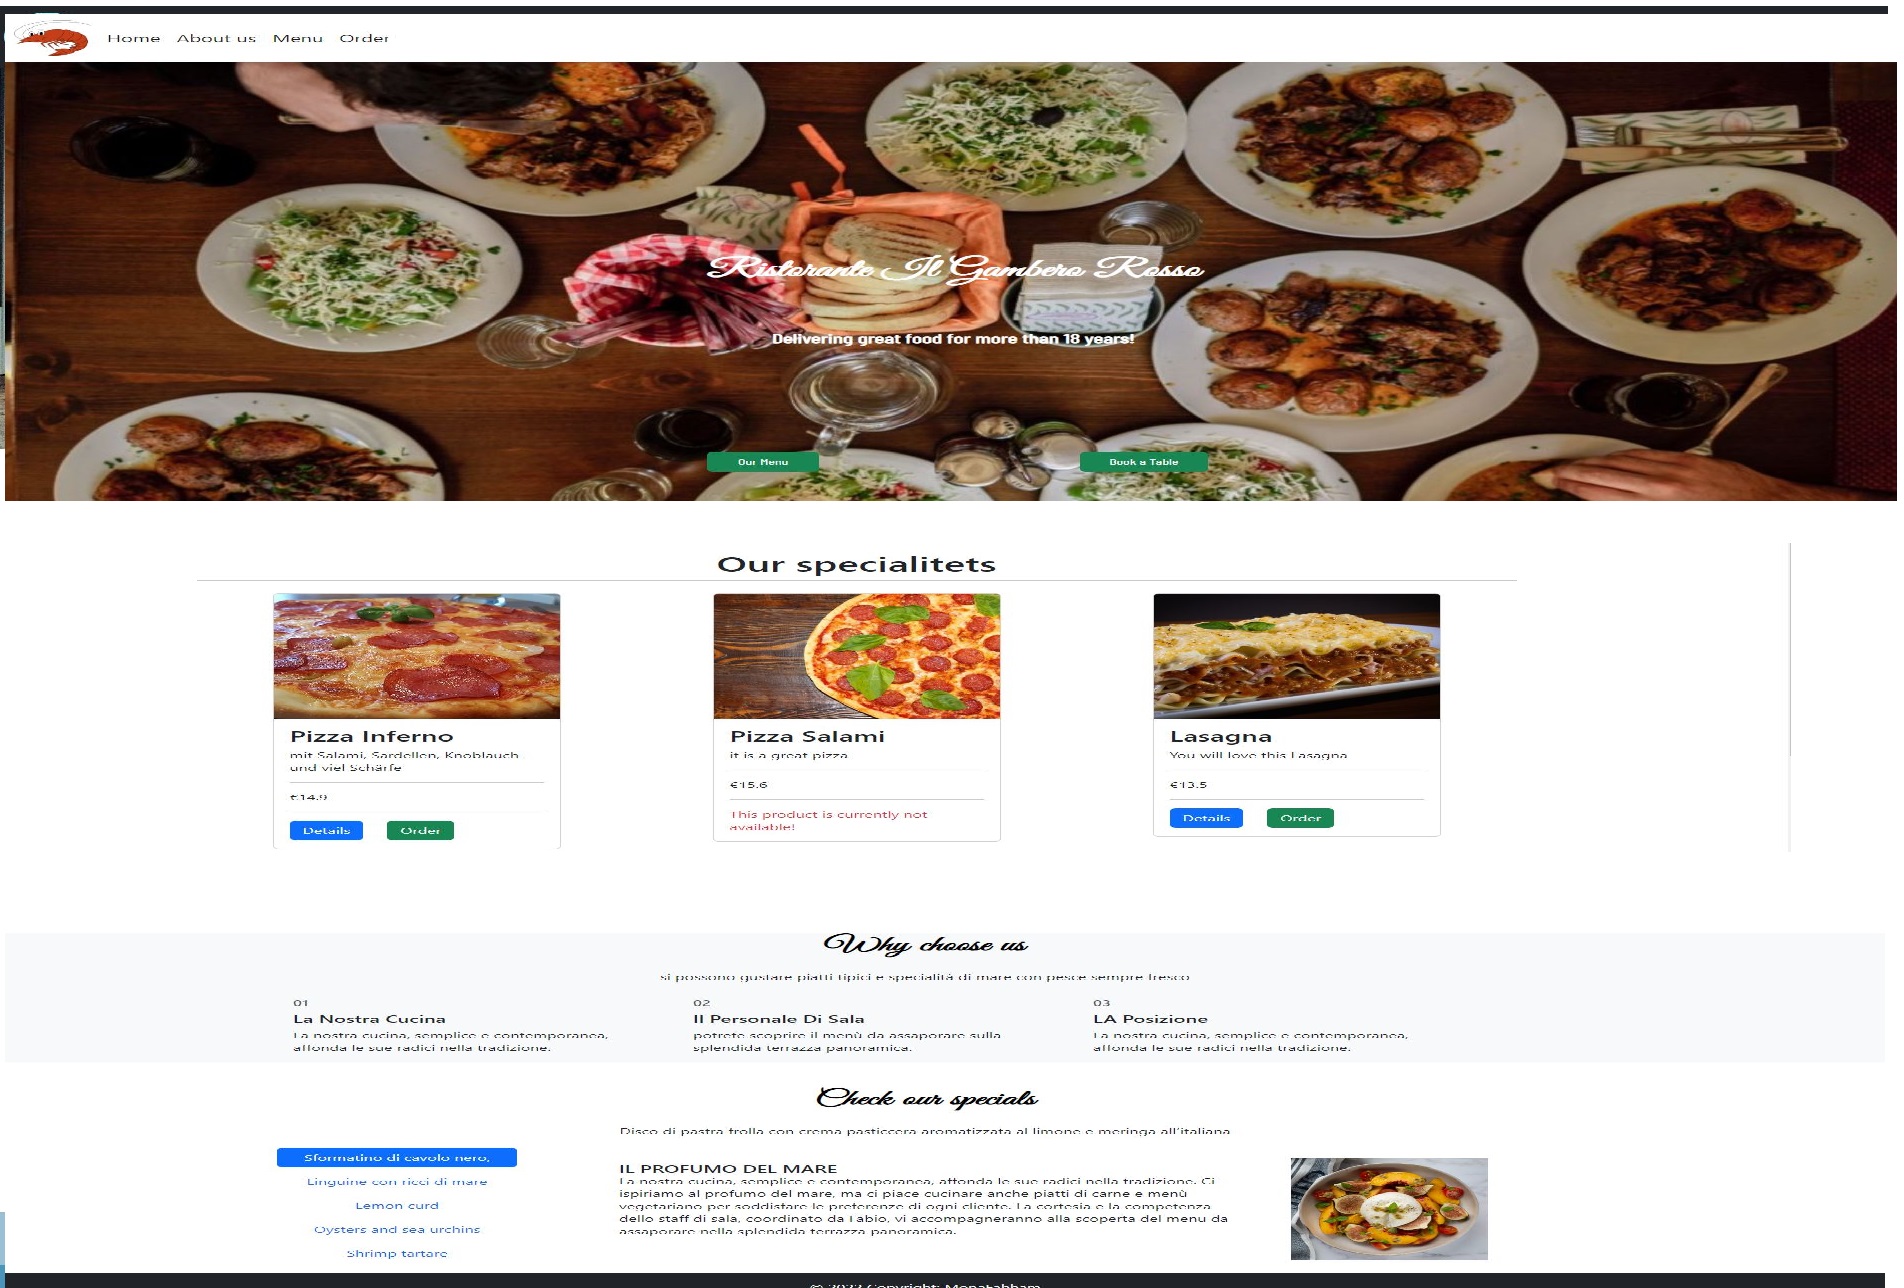 Home About us Menu Order
Ristorante Il Gambero Rosso
Delivering great food for more than 18 years!
Our Menu
Book a Table
Our specialitets
Pizza Inferno
mit Salami, Sardellen, Knoblauch
und viel Schärfe
€14.9
Details Order
Pizza Salami
it is a great pizza
€15.6
This product is currently not
available!
Lasagna
You will love this Lasagna
€13.5
Details Order
Why choose us
si possono gustare piatti tipici e specialità di mare con pesce sempre fresco
01
La Nostra Cucina
La nostra cucina, semplice e contemporanea,
affonda le sue radici nella tradizione.
02
Il Personale Di Sala
potrete scoprire il menù da assaporare sulla
splendida terrazza panoramica.
03
LA Posizione
La nostra cucina, semplice e contemporanea,
affonda le sue radici nella tradizione.
Check our specials
Disco di pastra frolla con crema pasticcera aromatizzata al limone e meringa all'italiana
Sformatino di cavolo nero,
Linguine con ricci di mare
Lemon curd
Oysters and sea urchins
Shrimp tartare
IL PROFUMO DEL MARE
La nostra cucina, semplice e contemporanea, affonda le sue radici nella tradizione. Ci
ispiriamo al profumo del mare, ma ci piace cucinare anche piatti di carne e menù
vegetariano per soddisfare le preferenze di ogni cliente. La cortesia e la competenza
dello staff di sala, coordinato da Fabio, vi accompagneranno alla scoperta del menu da
assaporare nella splendida terrazza panoramica.
Copyright: